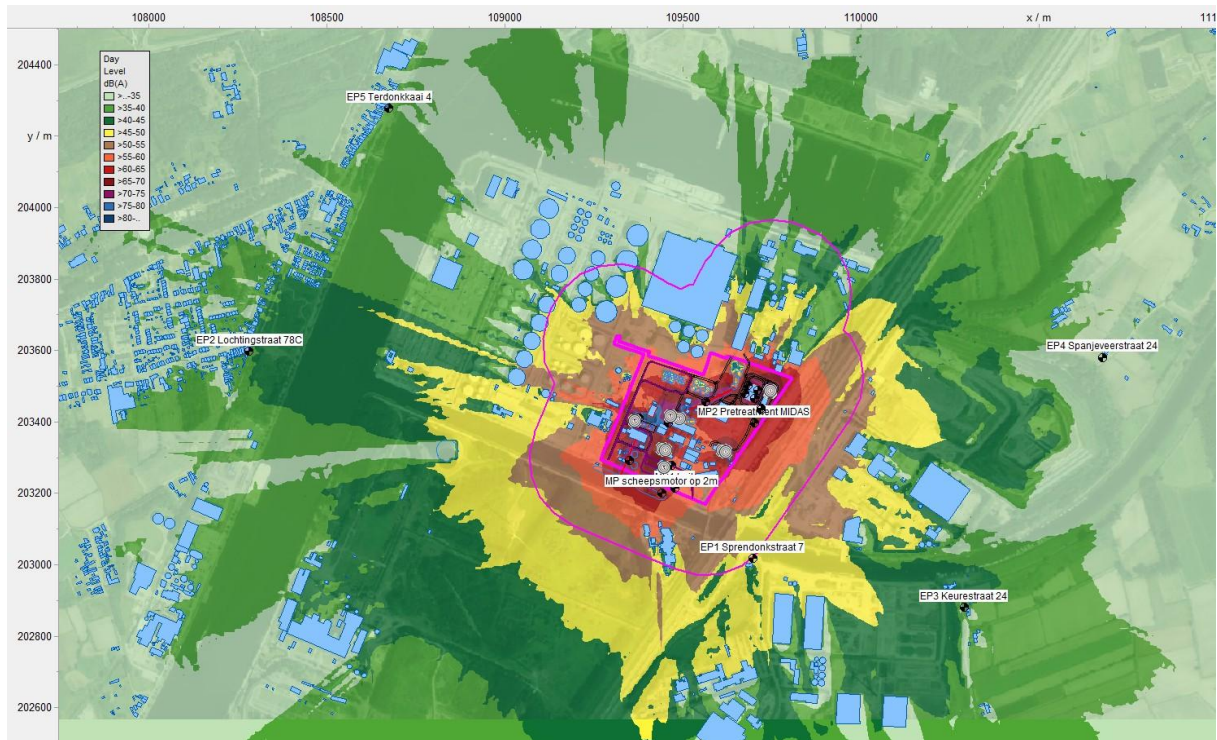 108000 108500 109000 109500 110000 x / m 111
204400
y / m
204000
203800
203600
203400
203200
203000
202800
202600
Day
Level
dB(A)
>..-35
>35-40
>40-45
>45-50
>50-55
>55-60
>60-65
>65-70
>70-75
>75-80
>80-..
EP5 Terdonkkaai 4
EP2 Lochtingstraat 78C
EP4 Spanjeveerstraat 24
MP2 Pretreatment MIDAS
MP scheepsmotor op 2m
EP1 Sprendonkstraat 7
EP3 Keurestraat 24